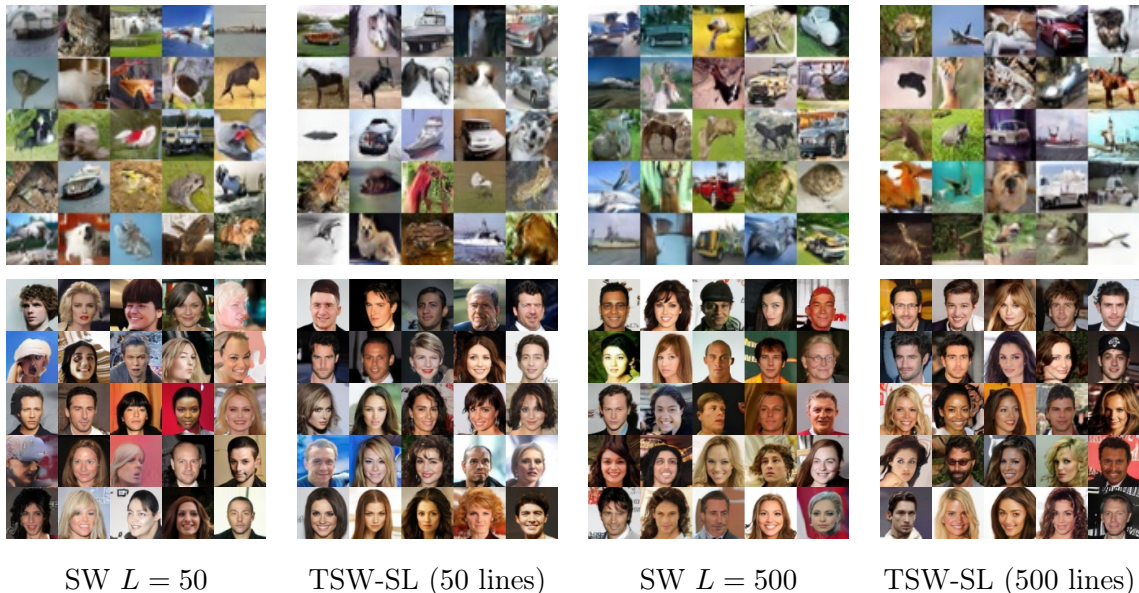 SW L = 50
TSW-SL (50 lines)
SW L = 500
TSW-SL (500 lines)